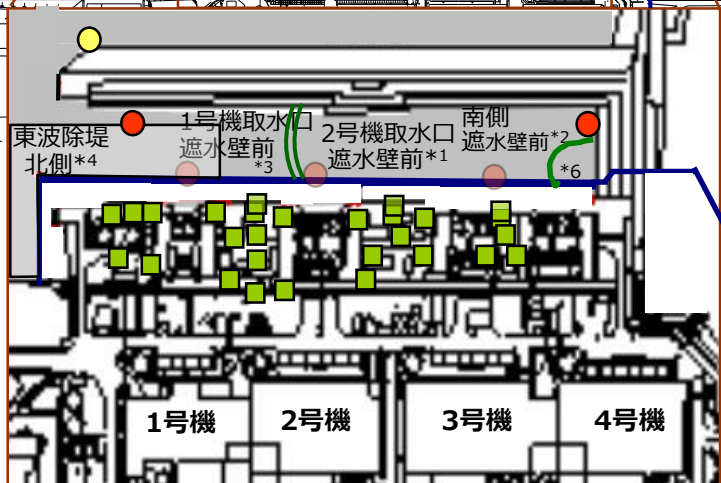 1号機取水口
遮水壁前*3
2号機取水口
遮水壁前*1
南側
遮水壁前*2
東波除堤
北側*4
*6
1号機
2号機
3号機
4号機